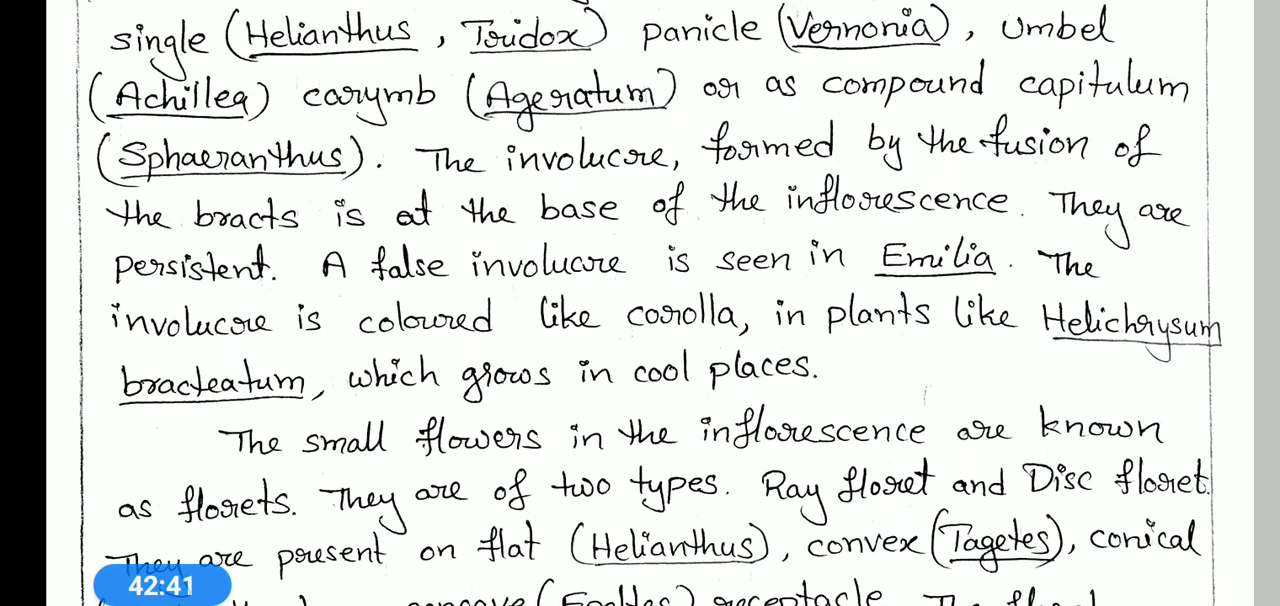 single (Helianthus, Tridox) panicle (Vernonia), Umbel
(Achillea) corymb (Ageratum) or as compound capitulum
(Sphaeranthus). The involucre, formed by the fusion of
the bracts is at the base of the inflorescence. They are
persistent. A false involucre is seen in Emilia. The
involucre is coloured like corolla, in plants like Helichrysum
bracteatum, which grows in cool places.
The small flowers in the inflorescence are known
as florets. They are of two types. Ray floret and Disc floret.
They are present on flat (Helianthus), convex (Tagetes), conical
concave ( receptacle. The
42:41